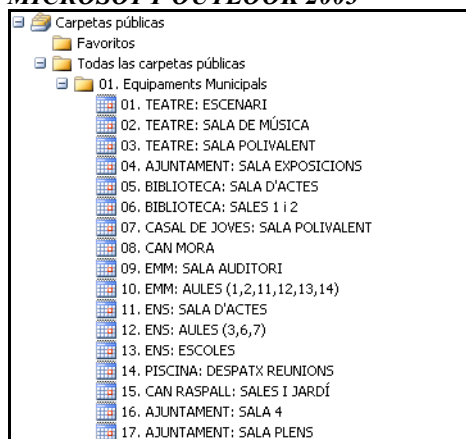 MICROSOFT OUTLOOK 2003
Carpetas públicas
Favoritos
Todas las carpetas públicas
01. Equipaments Municipals
01. TEATRE: ESCENARI
02. TEATRE: SALA DE MÚSICA
03. TEATRE: SALA POLIVALENT
04. AJUNTAMENT: SALA EXPOSICIONS
05. BIBLIOTECA: SALA D'ACTES
06. BIBLIOTECA: SALES 1 i 2
07. CASAL DE JOVES: SALA POLIVALENT
08. CAN MORA
09. EMM: SALA AUDITORI
10. EMM: AULES (1,2,11,12,13,14)
11. ENS: SALA D'ACTES
12. ENS: AULES (3,6,7)
13. ENS: ESCOLES
14. PISCINA: DESPATX REUNIONS
15. CAN RASPALL: SALES I JARDÍ
16. AJUNTAMENT: SALA 4
17. AJUNTAMENT: SALA PLENS